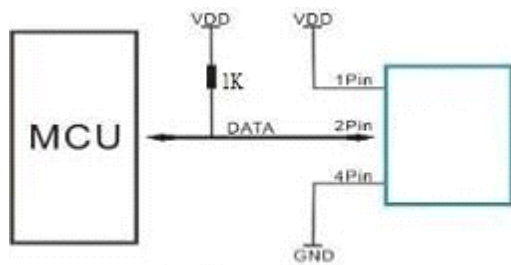 VDD VDD
1K
1Pin
MCU
DATA 2Pin
4Pin
GND